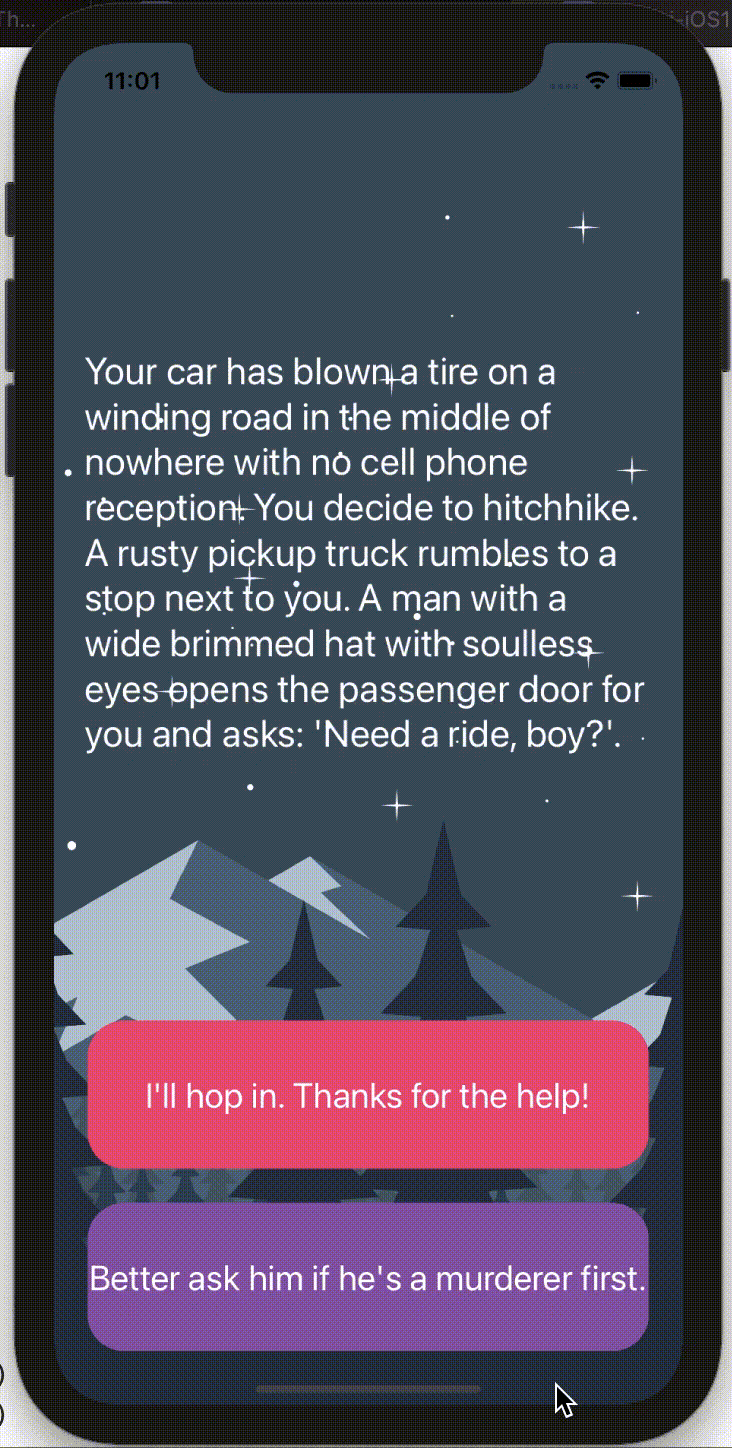 Th...
-iOS1
11:01
Your car has blown a tire on a
winding road in the middle of
nowhere with no cell phone
reception. You decide to hitchhike.
A rusty pickup truck rumbles to a
stop next to you. A man with a
wide brimmed hat with soulless
eyes opens the passenger door for
you and asks: 'Need a ride, boy?'.
I'll hop in. Thanks for the help!
Better ask him if he's a murderer first.